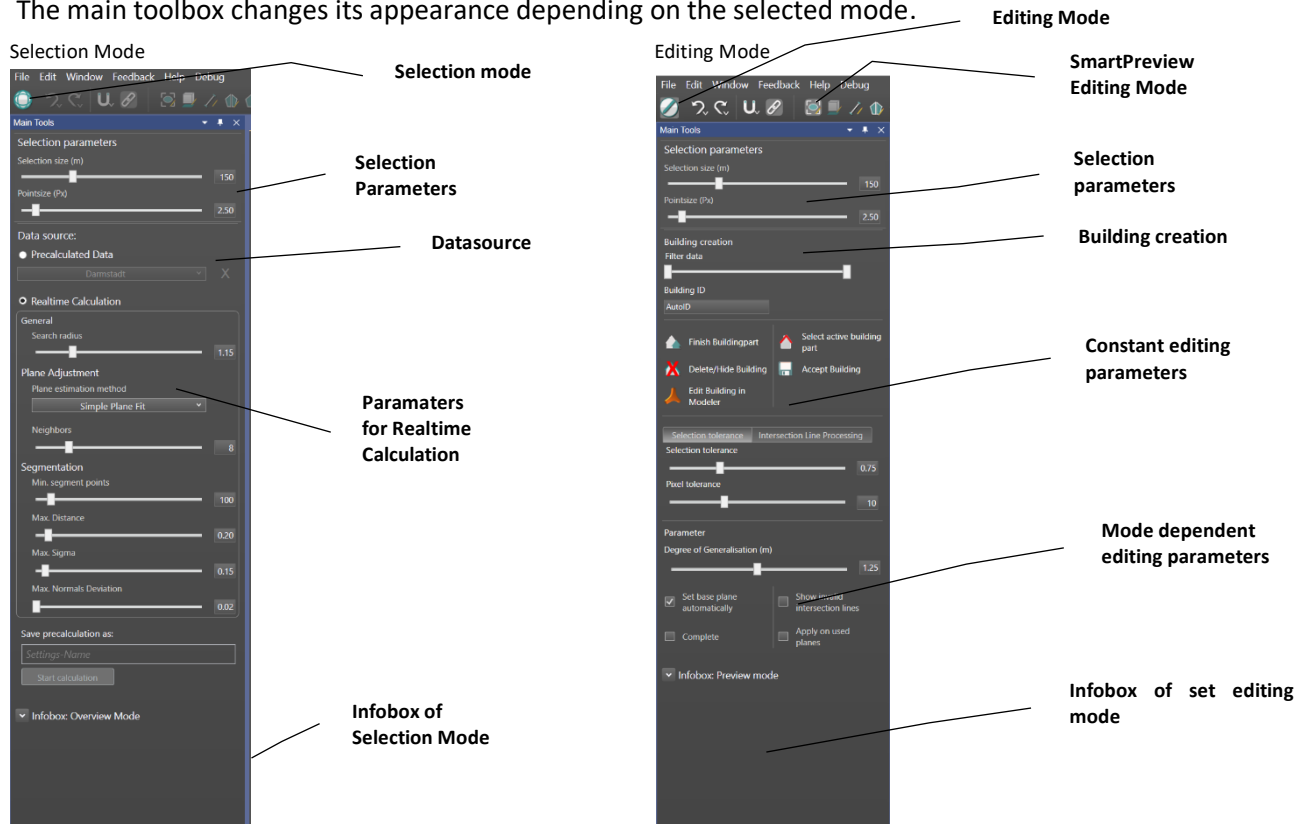 The main toolbox changes its appearance depending on the selected mode.
Selection Mode
File Edit Window Feedback Help Debug
Main Tools
Selection parameters
Selection size (m)
150
Pointsize (Px)
2.50
Data source:
Precalculated Data
Darmstadt
X
Realtime Calculation
General
Search radius
1.15
Plane Adjustment
Plane estimation method
Simple Plane Fit
Neighbors
8
Segmentation
Min. segment points
100
Max. Distance
0.20
Max. Sigma
0.15
Max. Normals Deviation
0.02
Save precalculation as:
Settings-Name
Start calculation
Infobox: Overview Mode
Selection mode
Selection
Parameters
Datasource
Paramaters
for Realtime
Calculation
Infobox of
Selection Mode
Editing Mode
File Edit Window Feedback Help Debug
Main Tools
Selection parameters
Selection size (m)
150
Pointsize (Px)
2.50
Building creation
Filter data
Building ID
AutoID
Finish Buildingpart
Select active building
part
Delete/Hide Building
Accept Building
Edit Building in
Modeler
Selection tolerance Intersection Line Processing
Selection tolerance
0.75
Pixel tolerance
10
Parameter
Degree of Generalisation (m)
1.25
Set base plane
automatically
Show invalid
intersection lines
Complete
Apply on used
planes
Infobox: Preview mode
Editing Mode
SmartPreview
Editing Mode
Selection
parameters
Building creation
Constant editing
parameters
Mode dependent
editing parameters
Infobox of set editing
mode